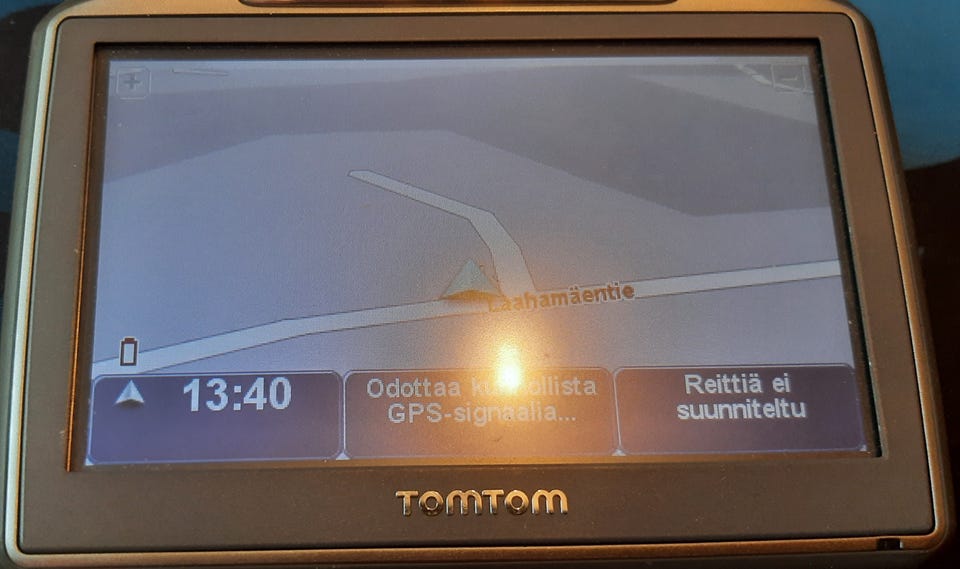 Laahamäentie
13:40
Odottaa
GPS-signaalia...
Reittiä ei
suunniteltu
TOMTOM